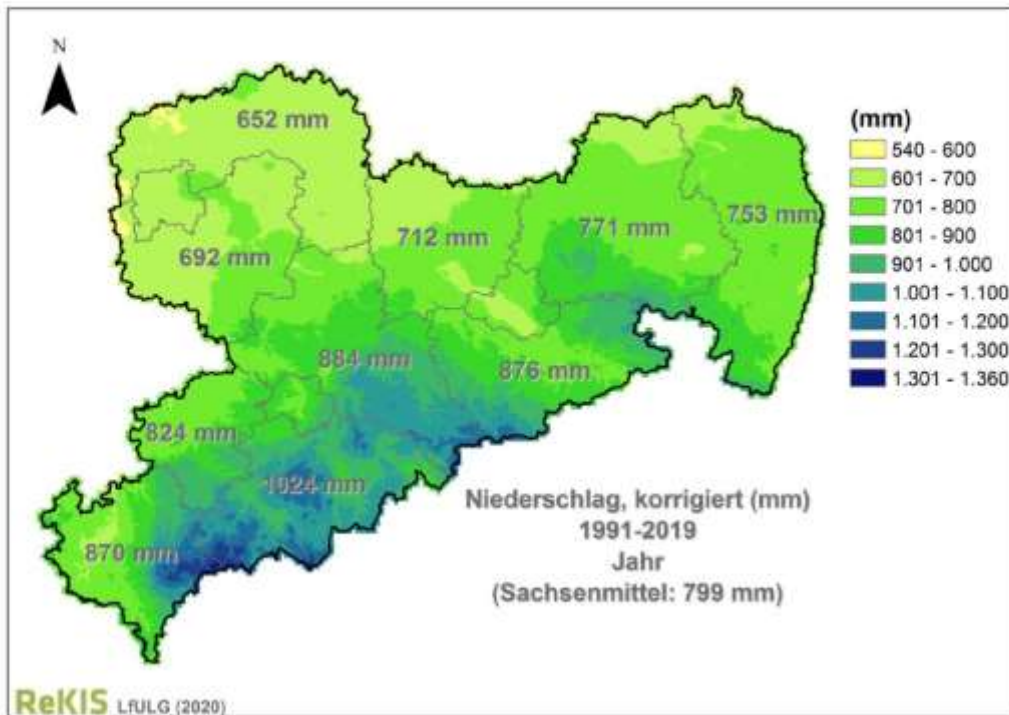 N
652 mm
(mm)
540 - 600
601 - 700
701 - 800
801 - 900
901 - 1.000
1.001 - 1.100
1.101 - 1.200
1.201 - 1.300
1.301 - 1.360
753 mm
771 mm
712 mm
692 mm
884 mm
876 mm
824 mm
1024 mm
870 mm
Niederschlag, korrigiert (mm)
1991-2019
Jahr
(Sachsenmittel: 799 mm)
ReKIS LfULG (2020)